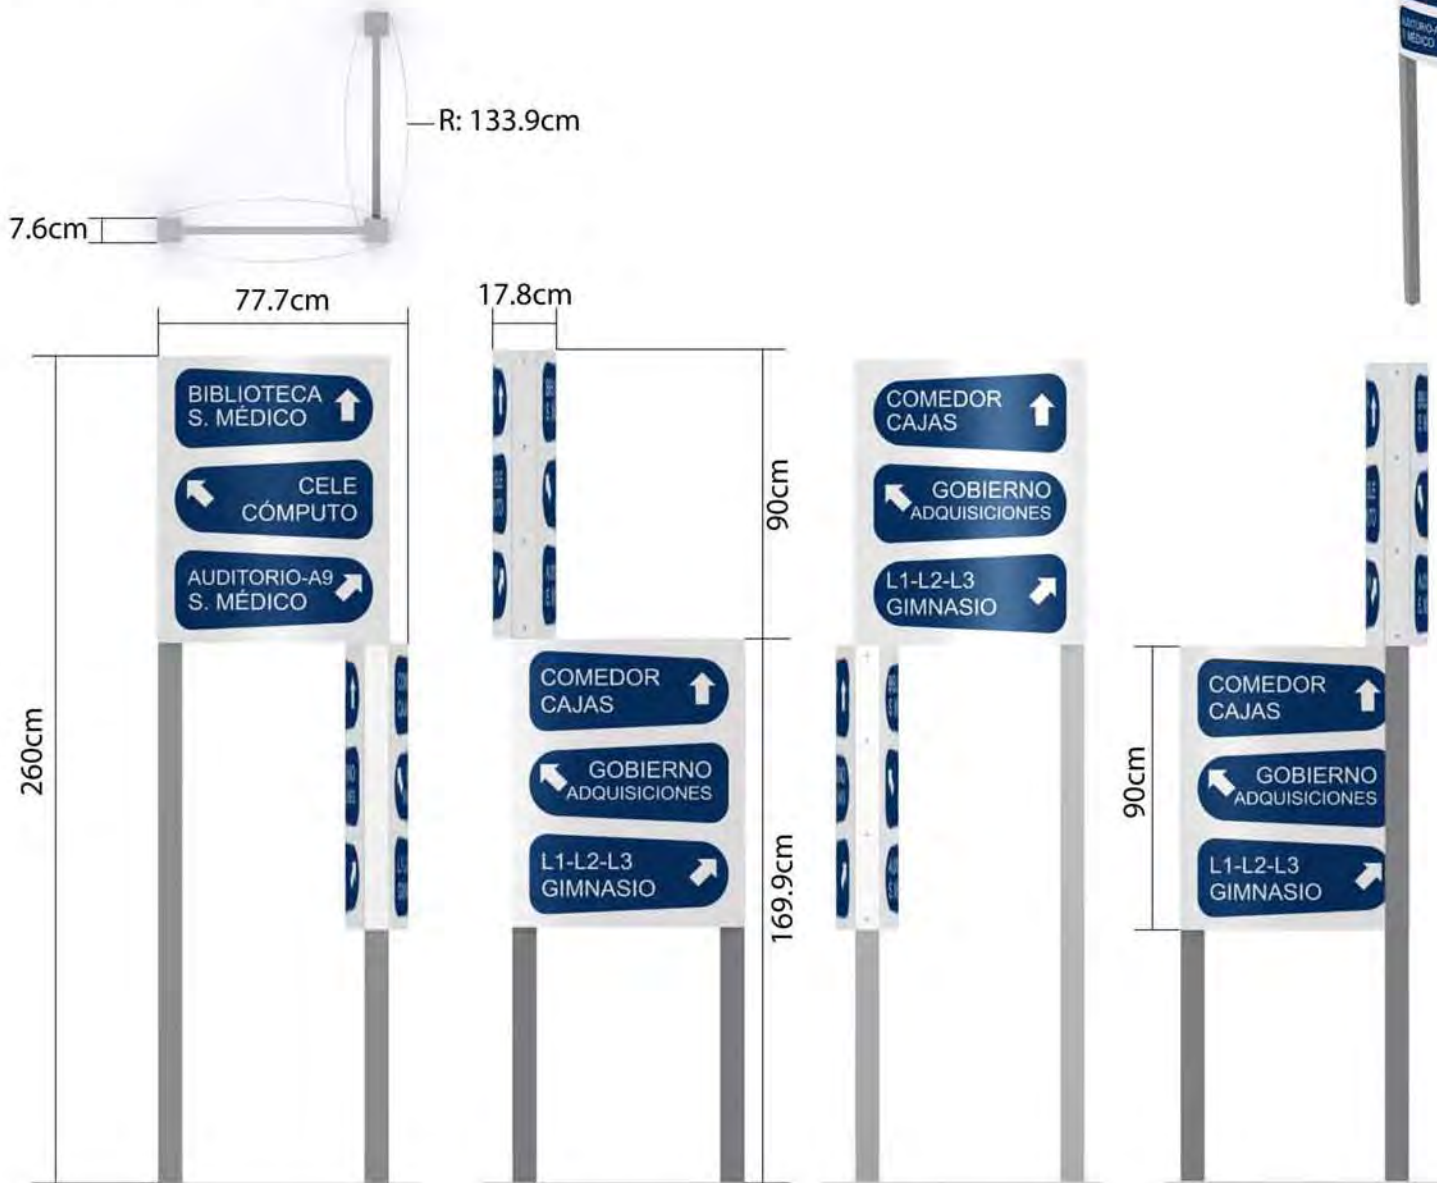 AUDITORIO-A
S. MÉDICO
R: 133.9cm
7.6cm
77.7cm
17.8cm
260cm
BIBLIOTECA
S. MÉDICO
CELE
CÓMPUTO
AUDITORIO-A9
S. MÉDICO
90cm
169.9cm
COMEDOR
CAJAS
GOBIERNO
ADQUISICIONES
L1-L2-L3
GIMNASIO
COMEDOR
CAJAS
GOBIERNO
ADQUISICIONES
L1-L2-L3
GIMNASIO
90cm
COMEDOR
CAJAS
GOBIERNO
ADQUISICIONES
L1-L2-L3
GIMNASIO